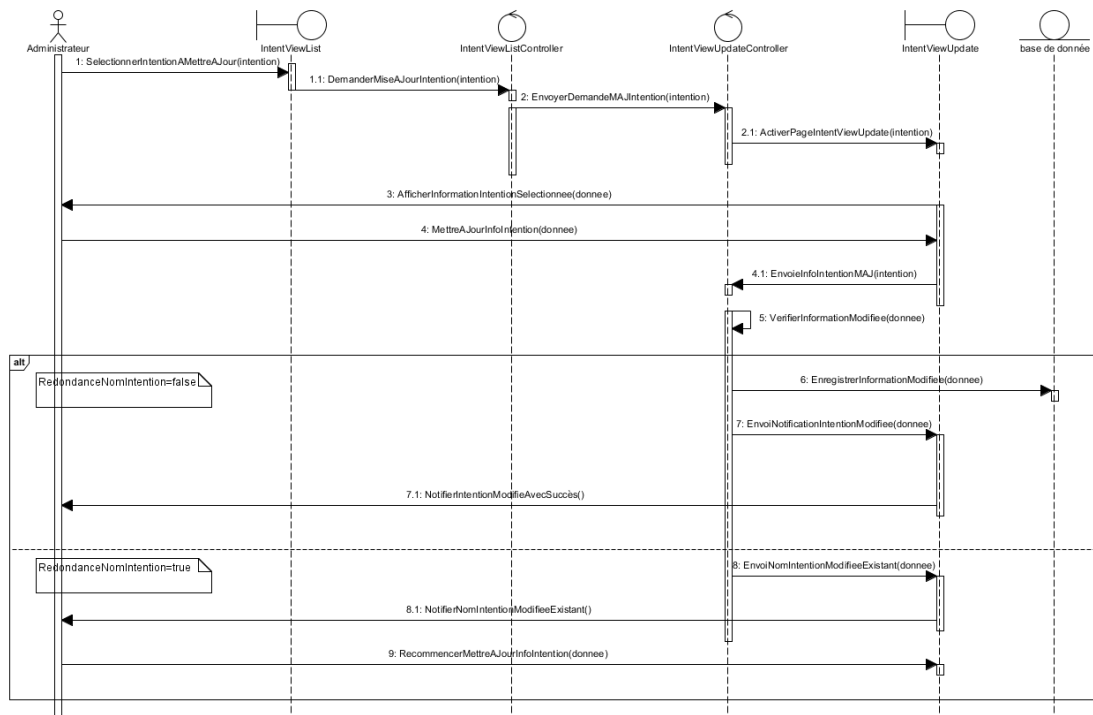 Administrateur
IntentViewList
IntentViewListController
IntentViewUpdateController
IntentViewUpdate
base de donnée
1: SelectionnerIntentionAMettreAJour(intention)
1.1: DemanderMiseAJourIntention(intention)
2: EnvoyerDemandeMAJIntention(intention)
2.1: ActiverPageIntentViewUpdate(intention)
3: AfficherInformationIntentionSelectionnee(donnee)
4: MettreAJourInfoIntention(donnee)
4.1: EnvoieInfoIntentionMAJ(intention)
5: VerifierInformationModifiee(donnee)
alt
RedondanceNomIntention=false
6: EnregistrerInformationModifiee(donnee)
7: EnvoiNotificationIntentionModifiee(donnee)
7.1: NotifierIntentionModifieAvecSuccès()
RedondanceNomIntention=true
8: EnvoiNomIntentionModifieeExistant(donnee)
8.1: NotifierNomIntentionModifieeExistant()
9: RecommencerMettreAJourInfoIntention(donnee)